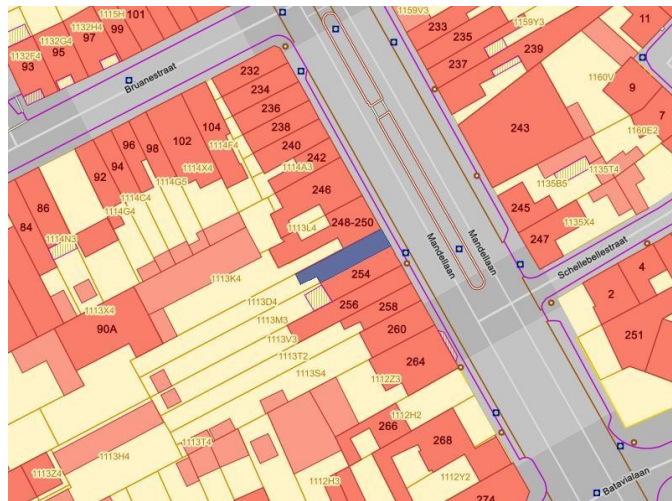 101
1115H
99
1132H4
97
1132G4
95
1132F4
93
Bruanestraat
232
234
236
238
240
242
246
248-250
254
256
258
260
264
266
268
274
104
102
98
96
94
92
86
84
90A
1114F4
1114A3
1114X4
1114G5
1114C4
1114G4
1114N3
1113L4
1113K4
1113X4
1113D4
1113M3
1113V3
1113T2
1113S4
1112Z3
1112H2
1113T4
1113H4
1113Z4
1112H3
1112Y2
Mandellaan
Mandellaan
1159V3
233
235
237
1159Y3
239
11
9
7
1160V
1160E2
243
1135T4
1135B5
245
247
1135X4
Schellebellestraat
2
4
251
Batavialaan